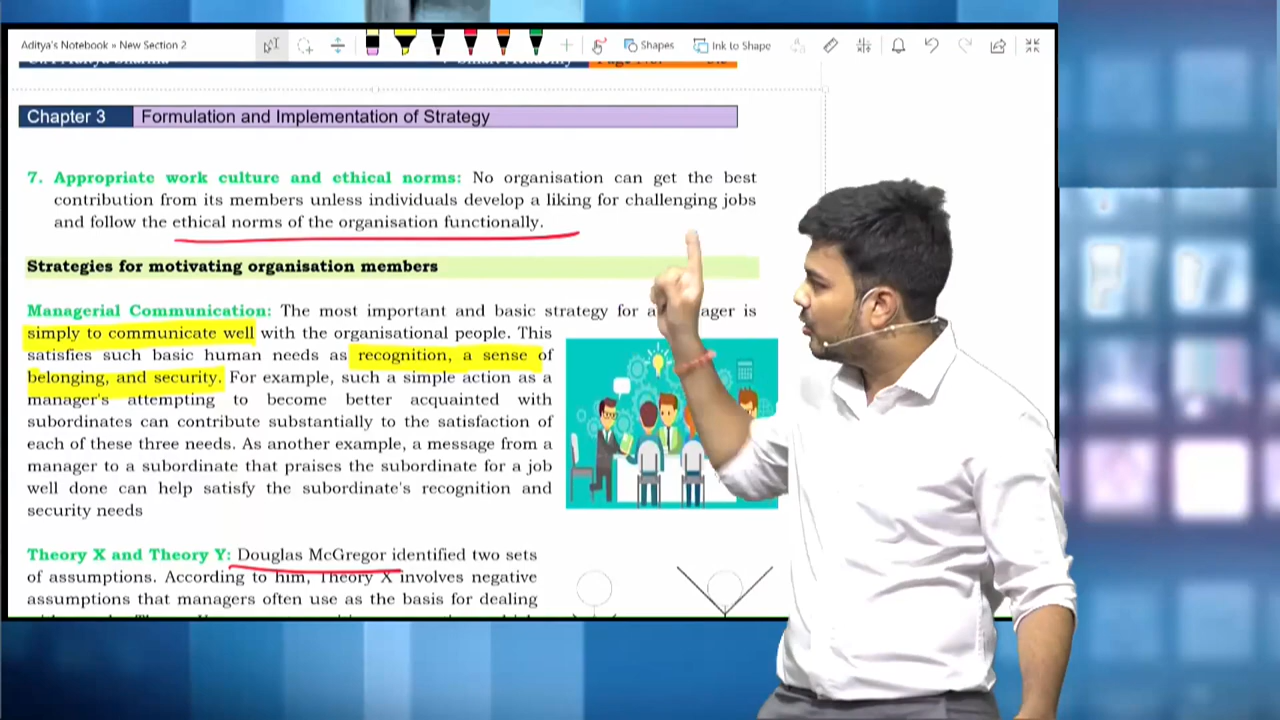 Aditya's Notebook » New Section 2
Shapes
Ink to Shape
Chapter 3 Formulation and Implementation of Strategy
7. Appropriate work culture and ethical norms: No organisation can get the best
contribution from its members unless individuals develop a liking for challenging jobs
and follow the ethical norms of the organisation functionally.
Strategies for motivating organisation members
Managerial Communication: The most important and basic strategy for a ager is
simply to communicate well with the organisational people. This
satisfies such basic human needs as recognition, a sense of
belonging, and security. For example, such a simple action as a
manager's attempting to become better acquainted with
subordinates can contribute substantially to the satisfaction of
each of these three needs. As another example, a message from a
manager to a subordinate that praises the subordinate for a job
well done can help satisfy the subordinate's recognition and
security needs
Theory X and Theory Y: Douglas McGregor identified two sets
of assumptions. According to him, Theory X involves negative
assumptions that managers often use as the basis for dealing